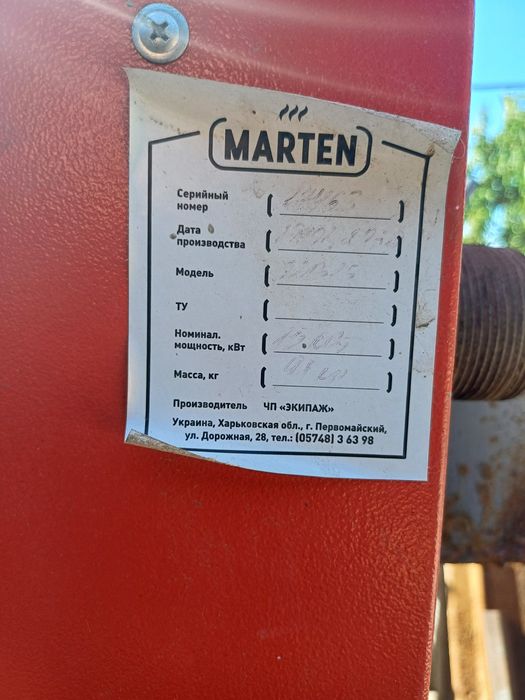 MARTEN
Серийный
номер
Дата
производства
Модель
ТУ
Номинал.
мощность, кВт
Масса, кг
Производитель ЧП «ЭКИПАЖ»
Украина, Харьковская обл., г. Первомайский,
ул. Дорожная, 28, тел.: (05748) 3 63 98